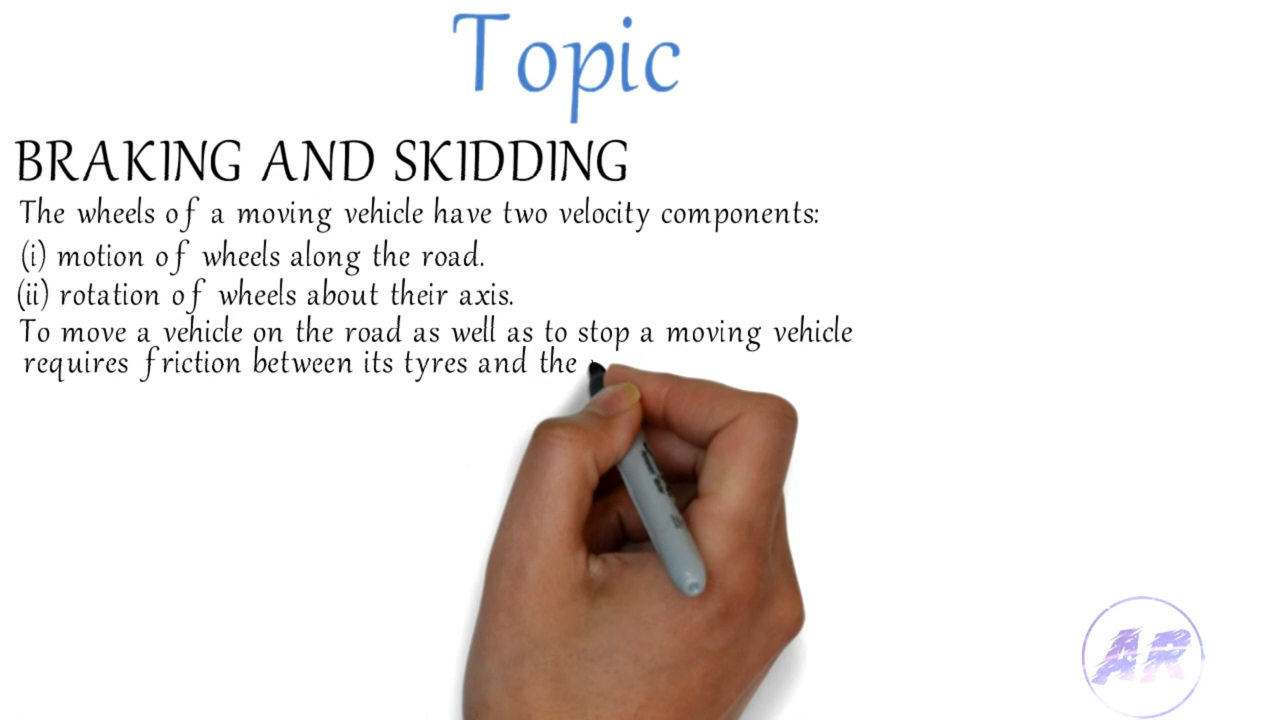 Topic
BRAKING AND SKIDDING
The wheels of a moving vehicle have two velocity components:
(i) motion of wheels along the road.
(ii) rotation of wheels about their axis.
To move a vehicle on the road as well as to stop a moving vehicle
requires friction between its tyres and the
AR